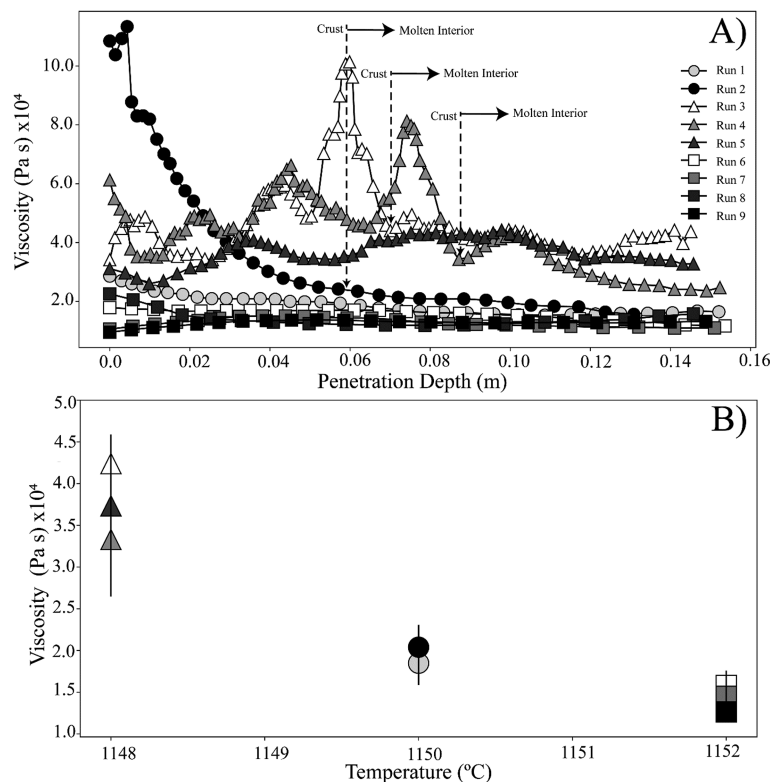 A)
Crust Molten Interior
Crust Molten Interior
Crust Molten Interior
Run 1
Run 2
Run 3
Run 4
Run 5
Run 6
Run 7
Run 8
Run 9
Viscosity (Pa s) x10⁴
10.0
8.0
6.0
4.0
2.0
0.0 0.02 0.04 0.06 0.08 0.10 0.12 0.14 0.16
Penetration Depth (m)
B)
Viscosity (Pa s) x10⁴
5.0
4.5
4.0
3.5
3.0
2.5
2.0
1.5
1.0
1148 1149 1150 1151 1152
Temperature (ºC)